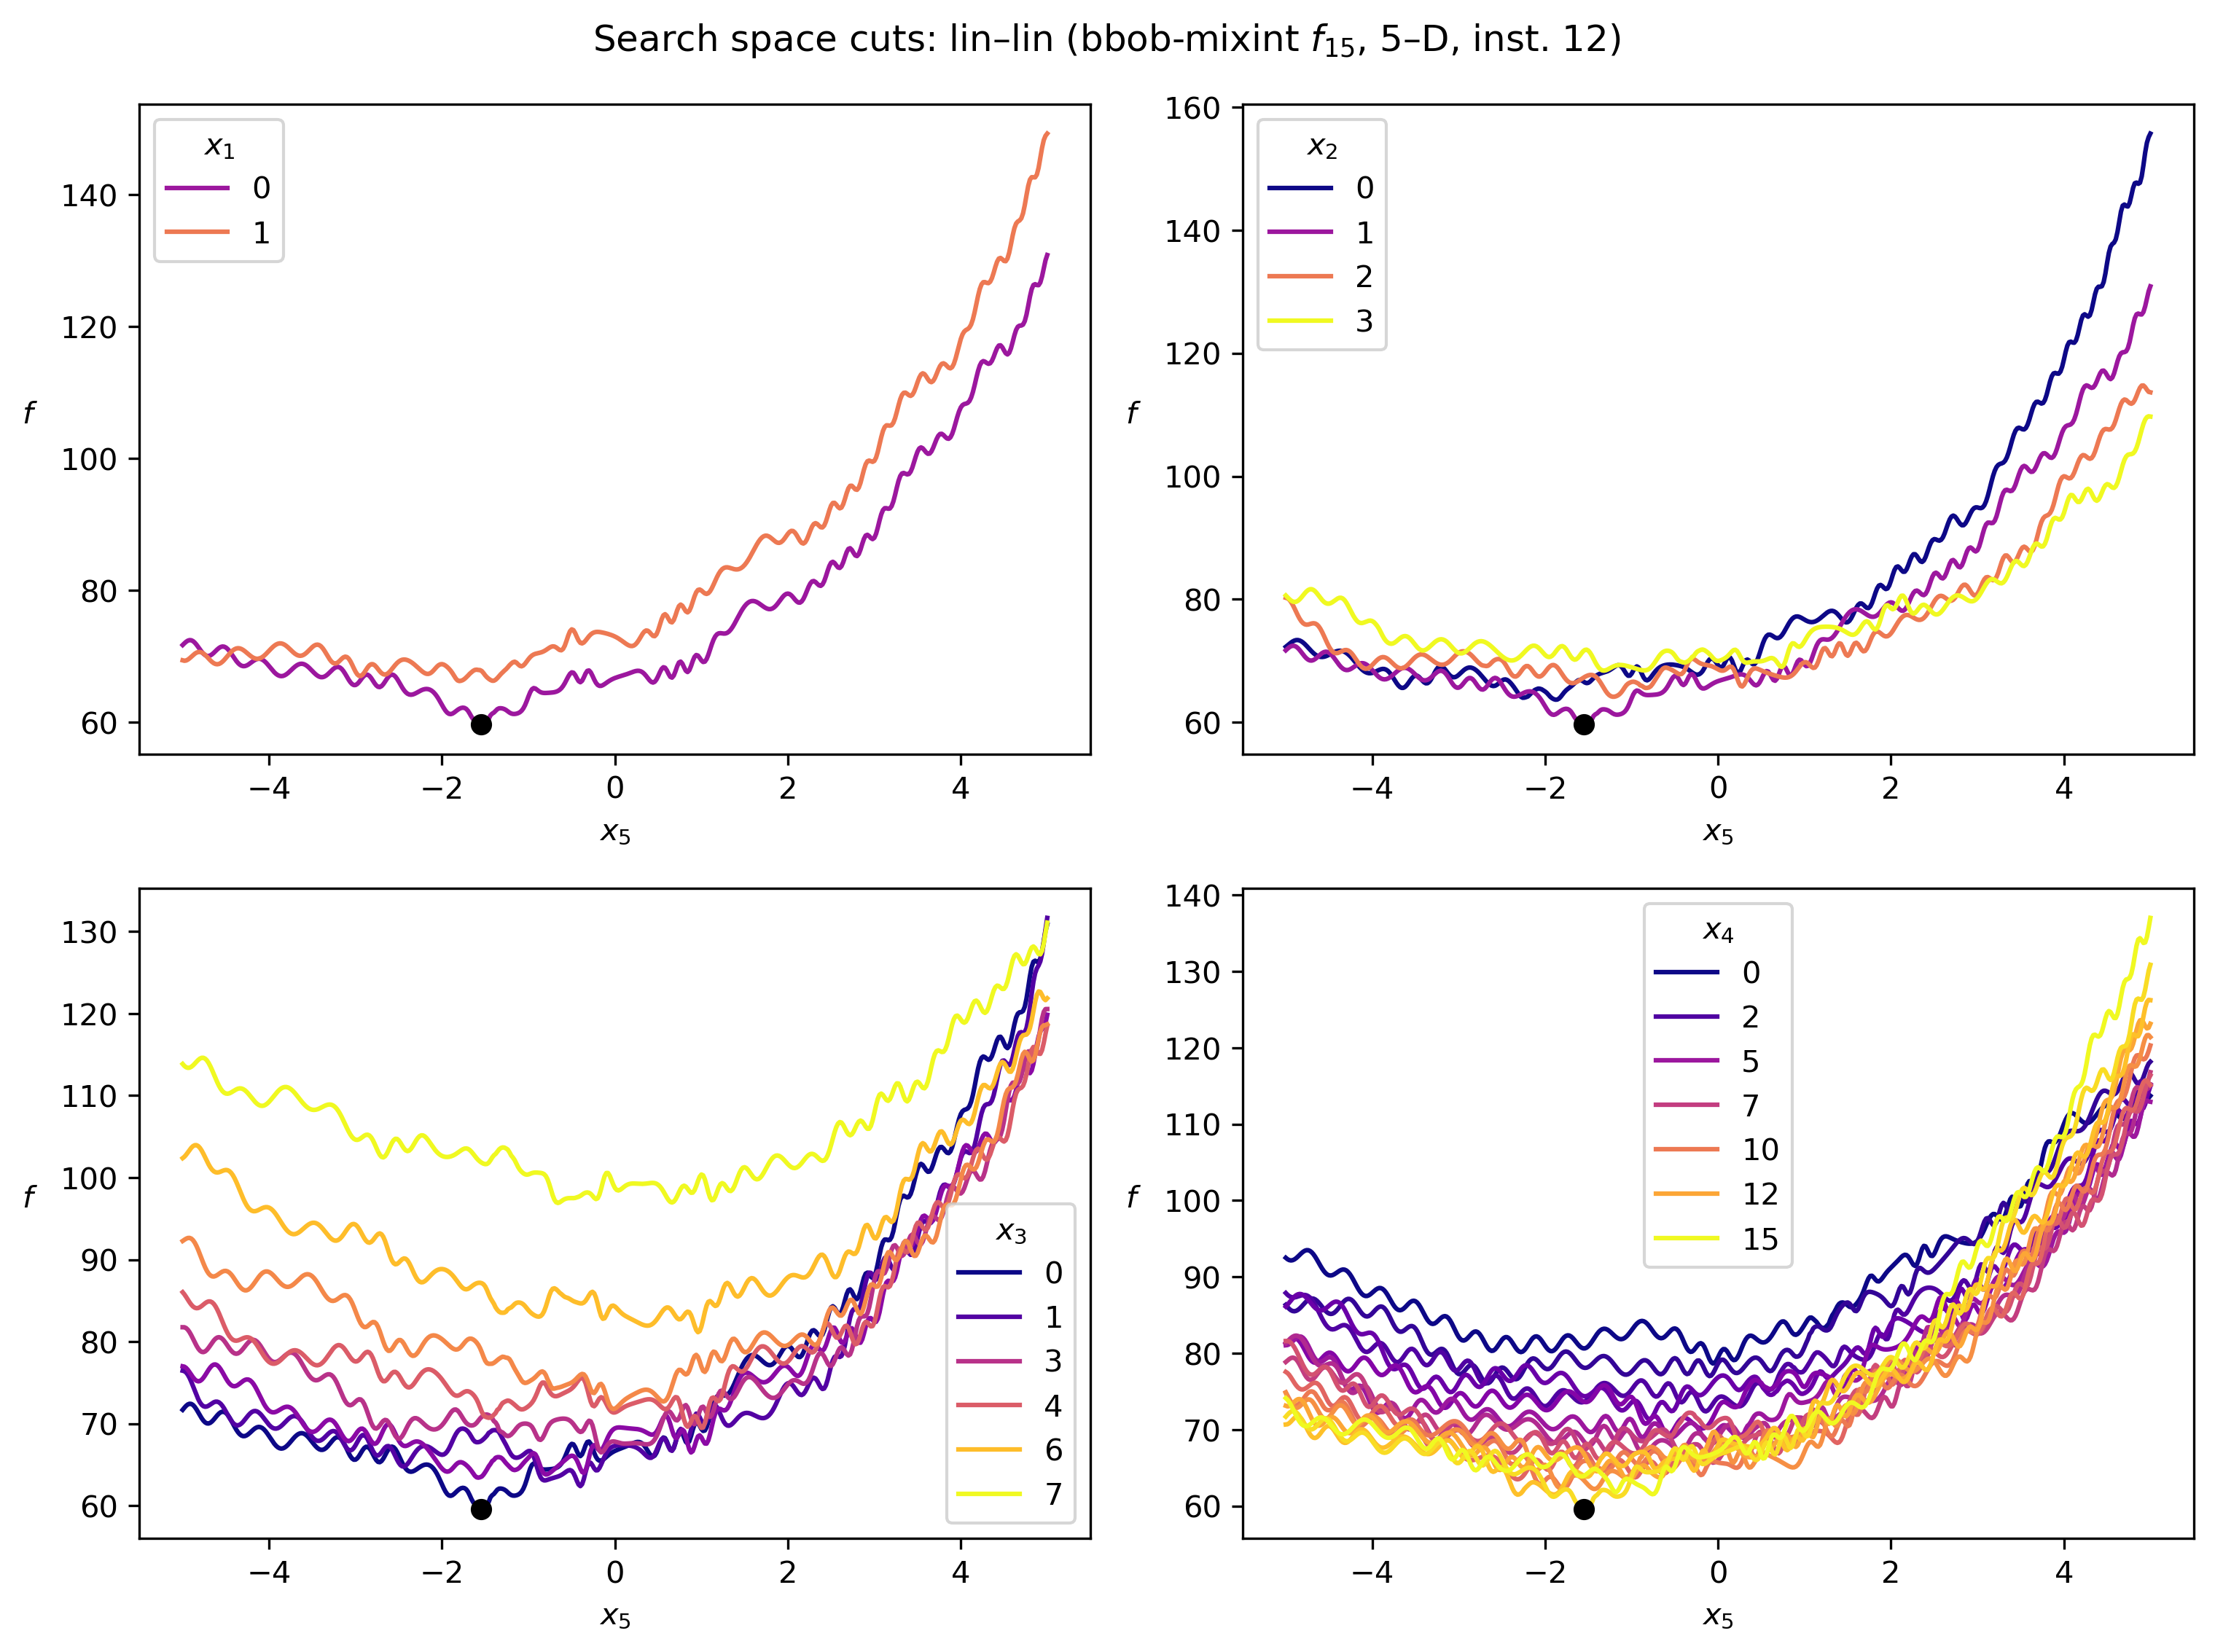 Search space cuts: lin–lin (bbob-mixint f15, 5–D, inst. 12)
x1
0
1
140
120
100
80
60
f
−4 −2 0 2 4
x5
x2
0
1
2
3
160
140
120
100
80
60
f
−4 −2 0 2 4
x5
x3
0
1
3
4
6
7
130
120
110
100
90
80
70
60
f
−4 −2 0 2 4
x5
x4
0
2
5
7
10
12
15
140
130
120
110
100
90
80
70
60
f
−4 −2 0 2 4
x5